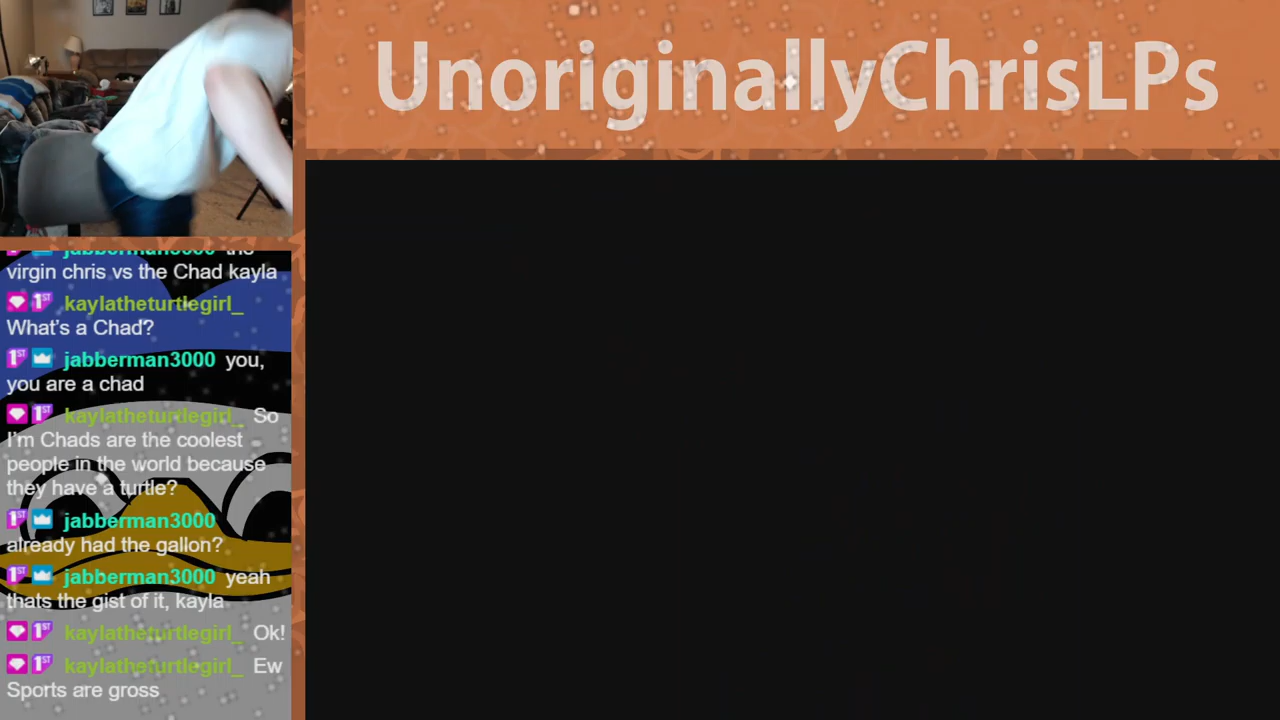 UnoriginallyChrisLPs
jabberman3000 the
virgin chris vs the Chad kayla
kaylatheturtlegirl_
What's a Chad?
jabberman3000 you,
you are a chad
kaylatheturtlegirl_ So
I'm Chads are the coolest
people in the world because
they have a turtle?
jabberman3000
already had the gallon?
jabberman3000 yeah
thats the gist of it, kayla
kaylatheturtlegirl_ Ok!
kaylatheturtlegirl_ Ew
Sports are gross